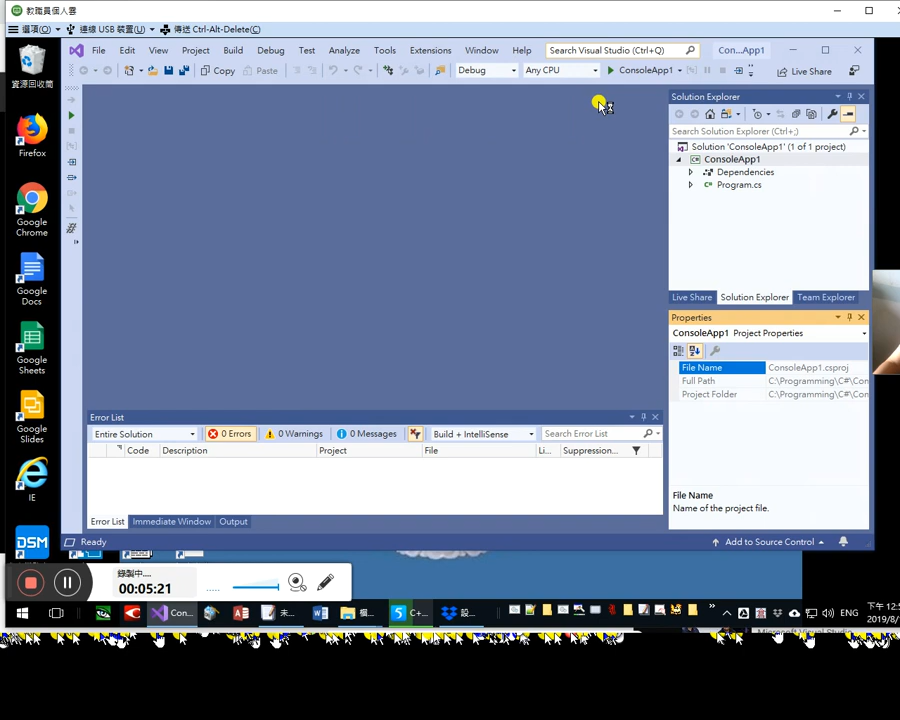 教職員個人雲
選項(O) 連線 USB 裝置(U) 傳送 Ctrl-Alt-Delete(C)
File Edit View Project Build Debug Test Analyze Tools Extensions Window Help Search Visual Studio (Ctrl+Q) Con...App1
Copy Paste Debug Any CPU ConsoleApp1 Live Share
資源回收筒
Firefox
Google Chrome
Google Docs
Google Sheets
Google Slides
IE
DSM
Solution Explorer
Search Solution Explorer (Ctrl+;)
Solution 'ConsoleApp1' (1 of 1 project)
ConsoleApp1
Dependencies
Program.cs
Live Share Solution Explorer Team Explorer
Properties
ConsoleApp1 Project Properties
File Name ConsoleApp1.csproj
Full Path C:\Programming\C#\Con
Project Folder C:\Programming\C#\Con
File Name
Name of the project file.
Error List
Entire Solution 0 Errors 0 Warnings 0 Messages Build + IntelliSense Search Error List
Code Description Project File Li... Suppression...
Error List Immediate Window Output
Ready Add to Source Control
錄製中....
00:05:21
Con... C+... 設...
ENG
下午 12:5
2019/8/